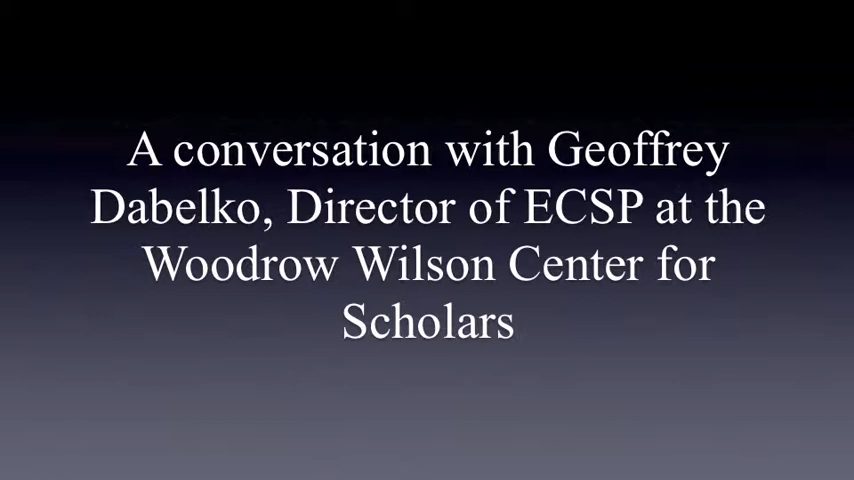 A conversation with Geoffrey
Dabelko, Director of ECSP at the
Woodrow Wilson Center for
Scholars